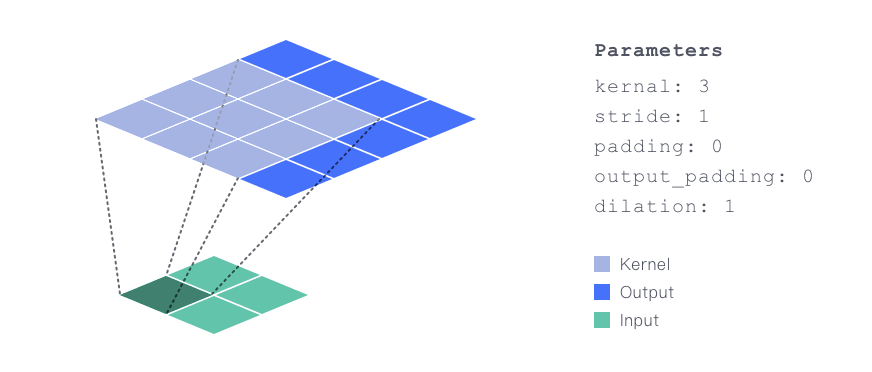 Parameters
kernal: 3
stride: 1
padding: 0
output_padding: 0
dilation: 1
Kernel
Output
Input